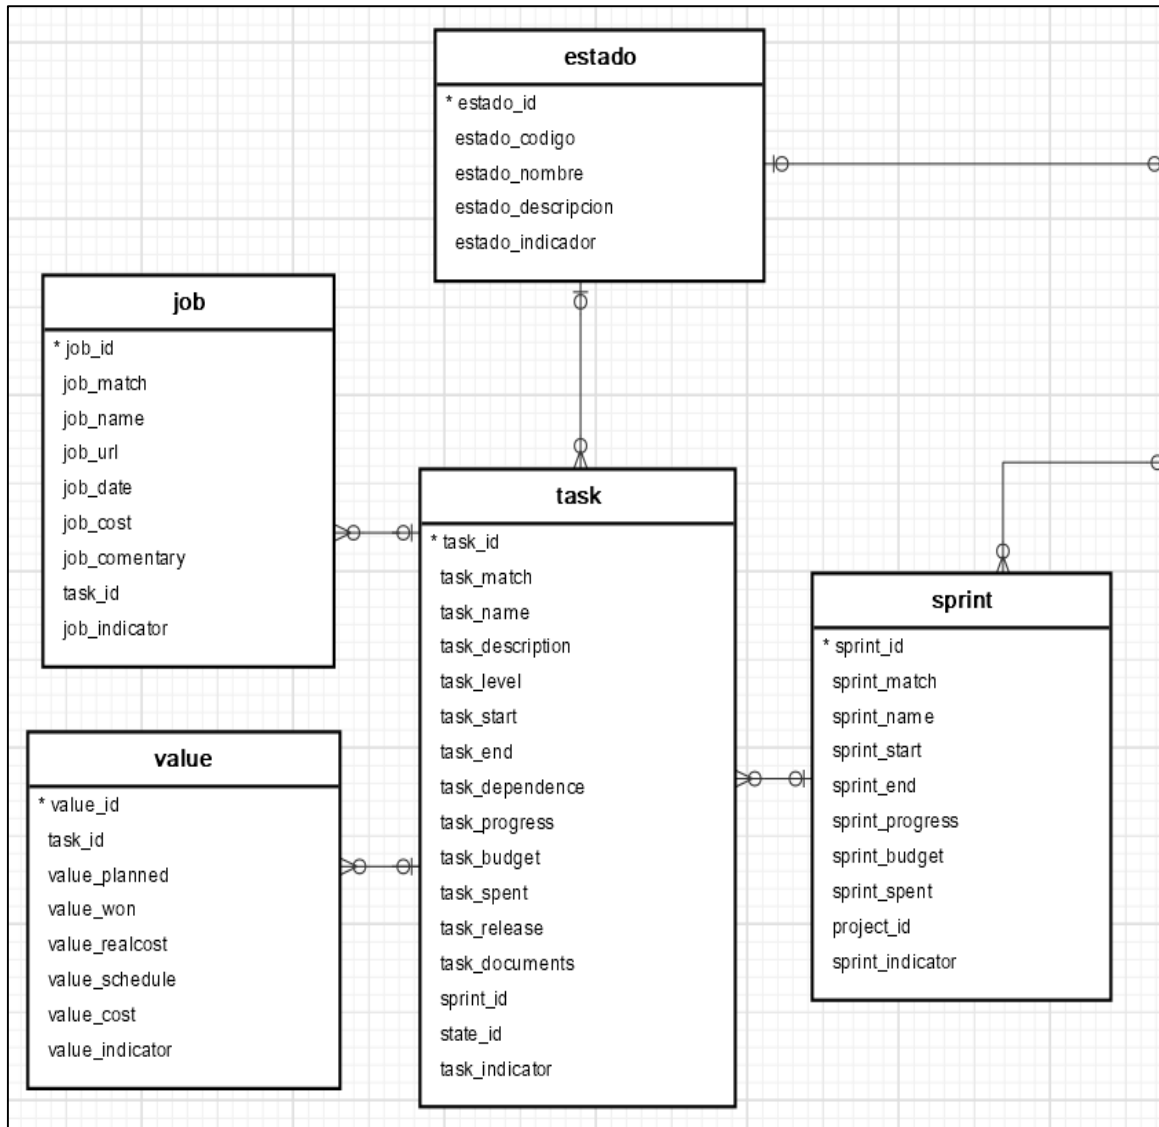 estado
* estado_id
estado_codigo
estado_nombre
estado_descripcion
estado_indicador
job
* job_id
job_match
job_name
job_url
job_date
job_cost
job_comentary
task_id
job_indicator
value
* value_id
task_id
value_planned
value_won
value_realcost
value_schedule
value_cost
value_indicator
task
* task_id
task_match
task_name
task_description
task_level
task_start
task_end
task_dependence
task_progress
task_budget
task_spent
task_release
task_documents
sprint_id
state_id
task_indicator
sprint
* sprint_id
sprint_match
sprint_name
sprint_start
sprint_end
sprint_progress
sprint_budget
sprint_spent
project_id
sprint_indicator